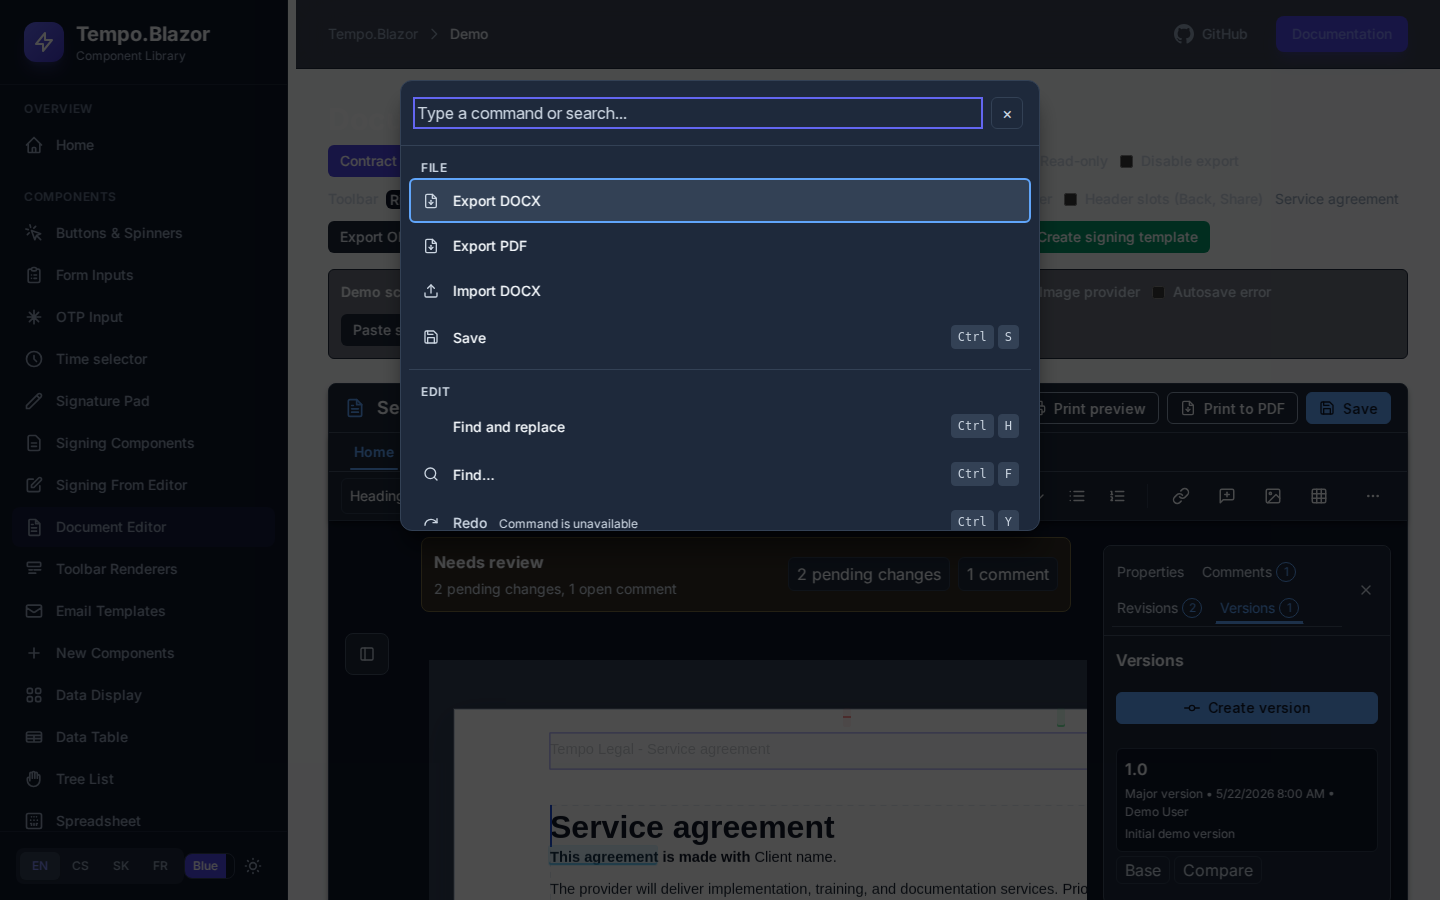 Tempo.Blazor
Component Library
Tempo.Blazor > Demo
GitHub
Documentation
OVERVIEW
Home
COMPONENTS
Buttons & Spinners
Form Inputs
OTP Input
Time selector
Signature Pad
Signing Components
Signing From Editor
Document Editor
Toolbar Renderers
Email Templates
New Components
Data Display
Data Table
Tree List
Spreadsheet
EN CS SK FR Blue
Type a command or search...
×
FILE
Export DOCX
Export PDF
Import DOCX
Save Ctrl S
EDIT
Find and replace Ctrl H
Find... Ctrl F
Redo Command is unavailable Ctrl Y
Contract
Read-only Disable export
Toolbar
Header slots (Back, Share) Service agreement
Export
Create signing template
Demo
Image provider Autosave error
Paste
Print preview Print to PDF Save
Home
Heading
Needs review
2 pending changes, 1 open comment
2 pending changes 1 comment
Properties Comments 1
Revisions 2 Versions 1
Versions
Create version
1.0
Major version • 5/22/2026 8:00 AM •
Demo User
Initial demo version
Base Compare
Tempo Legal - Service agreement
Service agreement
This agreement is made with Client name.
The provider will deliver implementation, training, and documentation services.